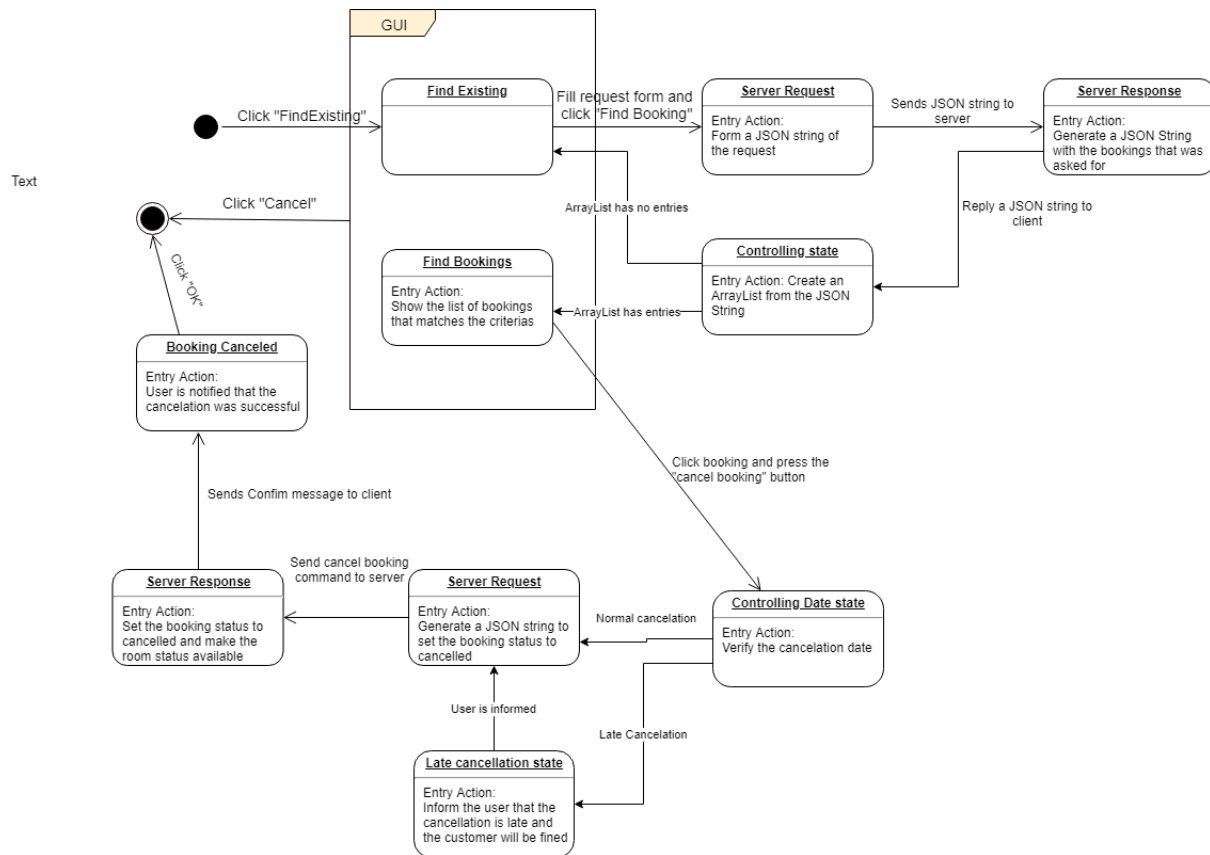 GUI
Find Existing
Click "FindExisting"
Fill request form and
click "Find Booking"
Server Request
Entry Action:
Form a JSON string of
the request
Sends JSON string to
server
Server Response
Entry Action:
Generate a JSON String
with the bookings that was
asked for
Text
Click "Cancel"
ArrayList has no entries
Reply a JSON string to
client
Controlling state
Entry Action: Create an
ArrayList from the JSON
String
Find Bookings
Entry Action:
Show the list of bookings
that matches the criterias
ArrayList has entries
Click "OK"
Booking Canceled
Entry Action:
User is notified that the
cancelation was successful
Click booking and press the
"cancel booking" button
Sends Confim message to client
Send cancel booking
command to server
Server Response
Entry Action:
Set the booking status to
cancelled and make the
room status available
Server Request
Entry Action:
Generate a JSON string to
set the booking status to
cancelled
Normal cancelation
Controlling Date state
Entry Action:
Verify the cancelation date
User is informed
Late Cancelation
Late cancellation state
Entry Action:
Inform the user that the
cancellation is late and
the customer will be fined